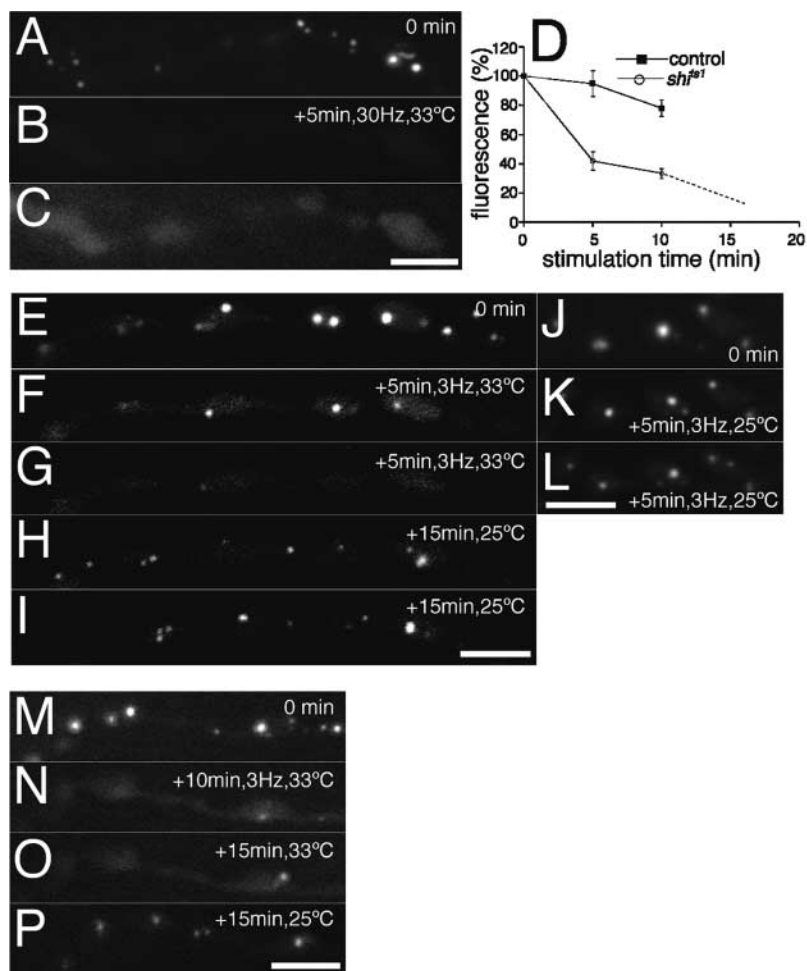 A
0 min
B
+5min,30Hz,33ºC
C
D
control
shi^ts1
120
100
80
60
40
20
0
fluorescence (%)
0 5 10 15 20
stimulation time (min)
E
0 min
F
+5min,3Hz,33ºC
G
+5min,3Hz,33ºC
H
+15min,25ºC
I
+15min,25ºC
J
0 min
K
+5min,3Hz,25ºC
L
+5min,3Hz,25ºC
M
0 min
N
+10min,3Hz,33ºC
O
+15min,33ºC
P
+15min,25ºC